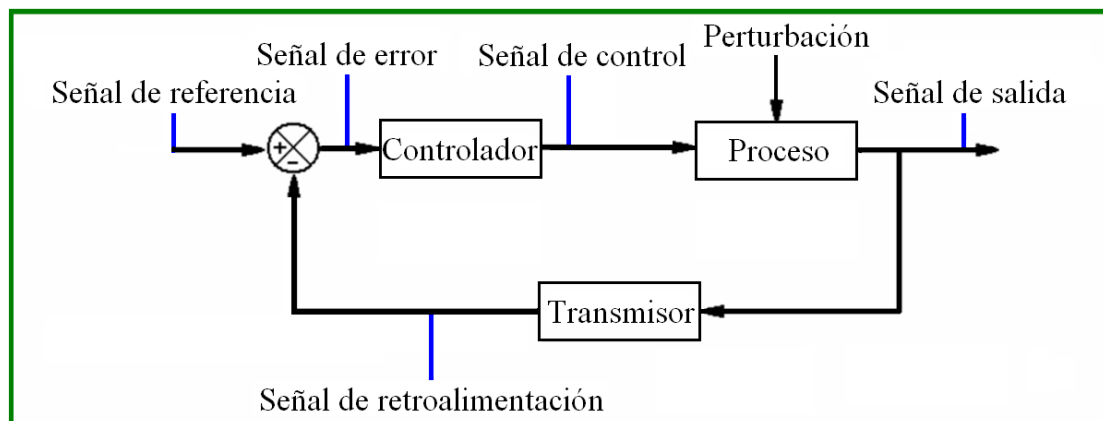 Perturbación
Señal de error
Señal de control
Señal de referencia
Señal de salida
+
-
Controlador
Proceso
Transmisor
Señal de retroalimentación